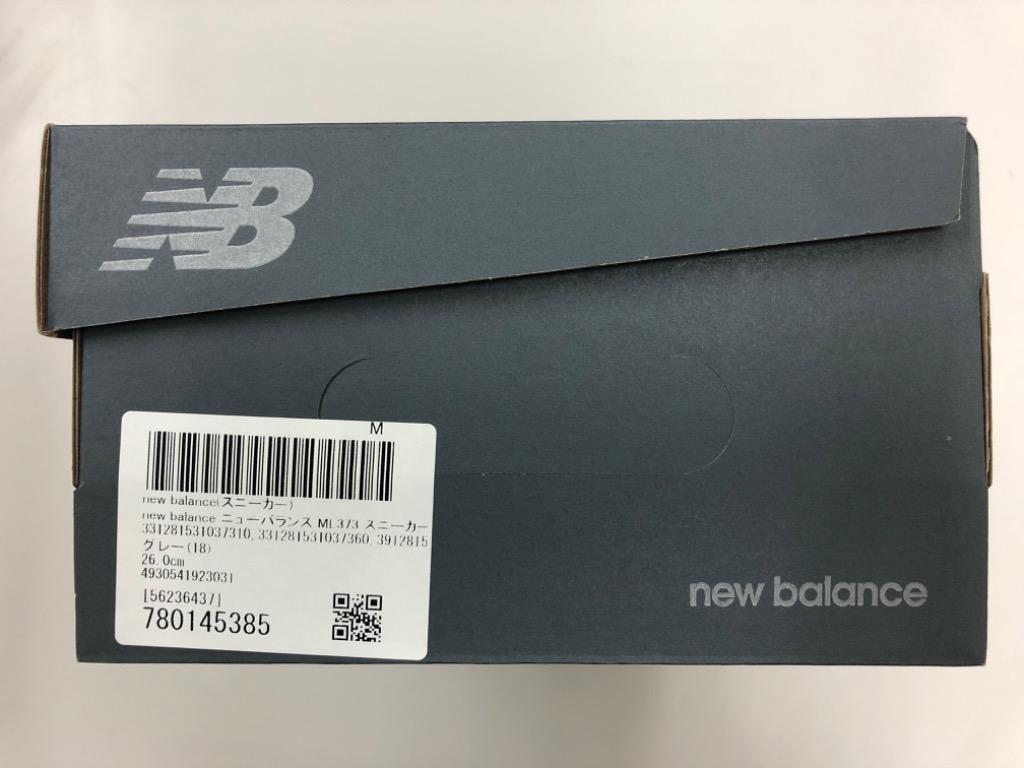 NB
M
new balance(スニーカー)
new balance ニューバランス ML373 スニーカー
331281531037310, 331281531037360, 3912815
グレー(18)
26.0cm
4930541923031
[56236437]
780145385
new balance